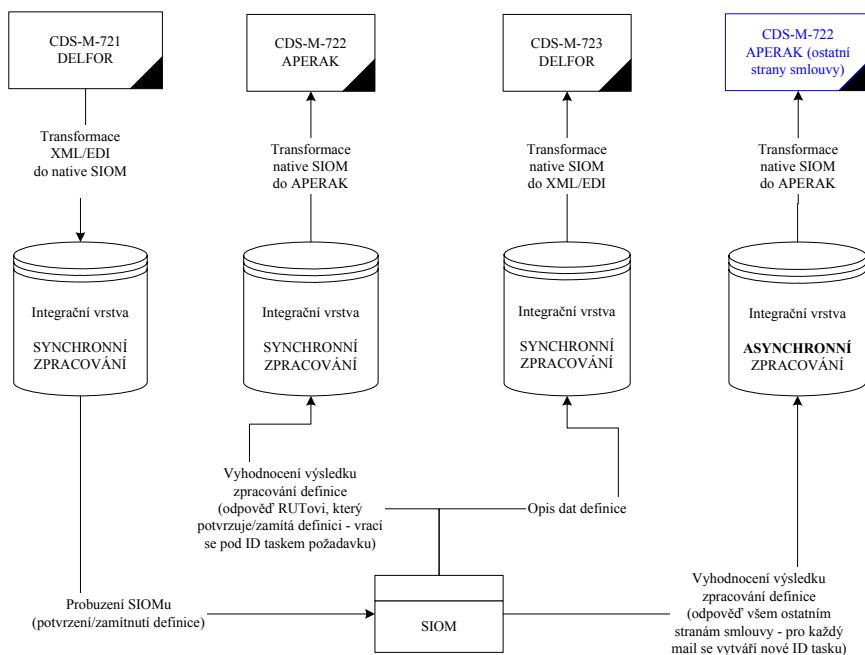 CDS-M-721
DELFOR
CDS-M-722
APERAK
CDS-M-723
DELFOR
CDS-M-722
APERAK (ostatní
strany smlouvy)
Transformace
XML/EDI
do native SIOM
Transformace
native SIOM
do APERAK
Transformace
native SIOM
do XML/EDI
Transformace
native SIOM
do APERAK
Integrační vrstva
SYNCHRONNÍ
ZPRACOVÁNÍ
Integrační vrstva
SYNCHRONNÍ
ZPRACOVÁNÍ
Integrační vrstva
SYNCHRONNÍ
ZPRACOVÁNÍ
Integrační vrstva
ASYNCHRONNÍ
ZPRACOVÁNÍ
Vyhodnocení výsledku
zpracování definice
(odpověď RUTovi, který
potvrzuje/zamítá definici - vrací
se pod ID taskem požadavku)
Opis dat definice
Probuzení SIOMu
(potvrzení/zamítnutí definice)
SIOM
Vyhodnocení výsledku
zpracování definice
(odpověď všem ostatním
stranám smlouvy - pro každý
mail se vytváří nové ID tasku)